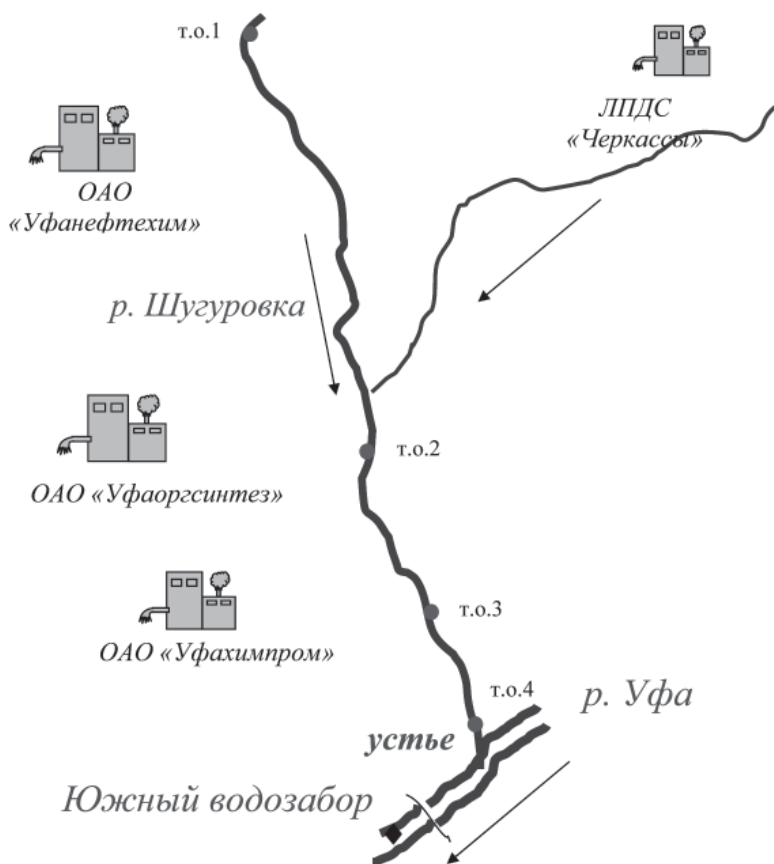 т.о.1
ЛПДС
«Черкассы»
ОАО
«Уфанефтехим»
р. Шугуровка
т.о.2
ОАО «Уфаоргсинтез»
т.о.3
ОАО «Уфахимпром»
т.о.4
р. Уфа
устье
Южный водозабор